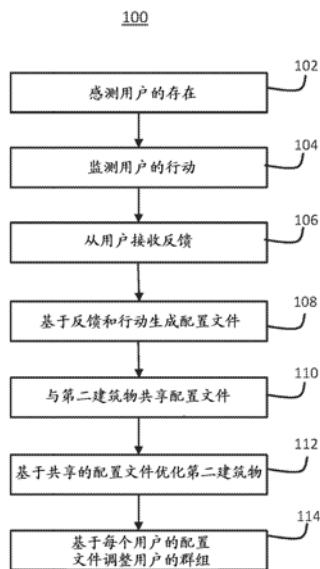 100
102
感测用户的存在
104
监测用户的行动
106
从用户接收反馈
108
基于反馈和行动生成配置文件
110
与第二建筑物共享配置文件
112
基于共享的配置文件优化第二建筑物
114
基于每个用户的配置
文件调整用户的群组